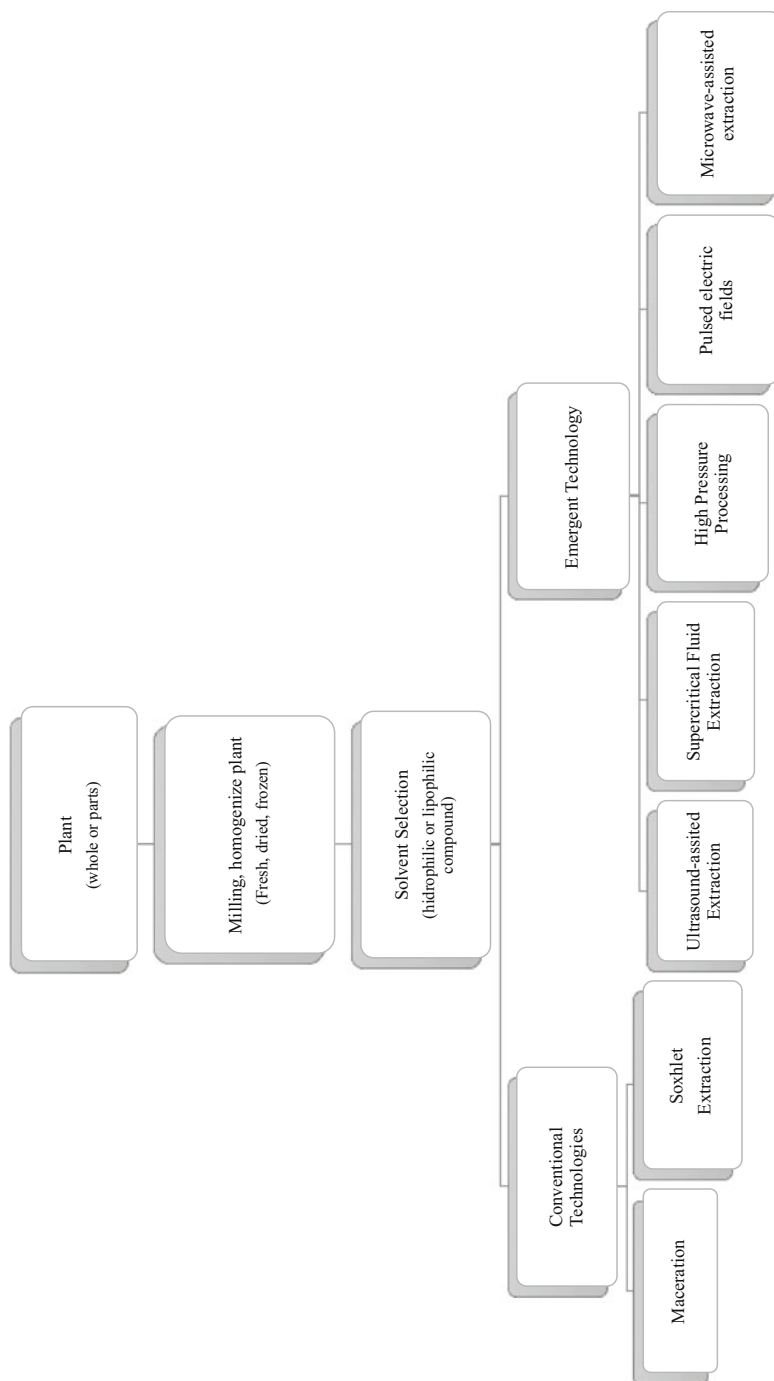 Plant
(whole or parts)
Milling, homogenize plant
(Fresh, dried, frozen)
Solvent Selection
(hidrophilic or lipophilic
compound)
Conventional
Technologies
Emergent Technology
Maceration
Soxhlet
Extraction
Ultrasound-assited
Extraction
Supercritical Fluid
Extraction
High Pressure
Processing
Pulsed electric
fields
Microwave-assisted
extraction